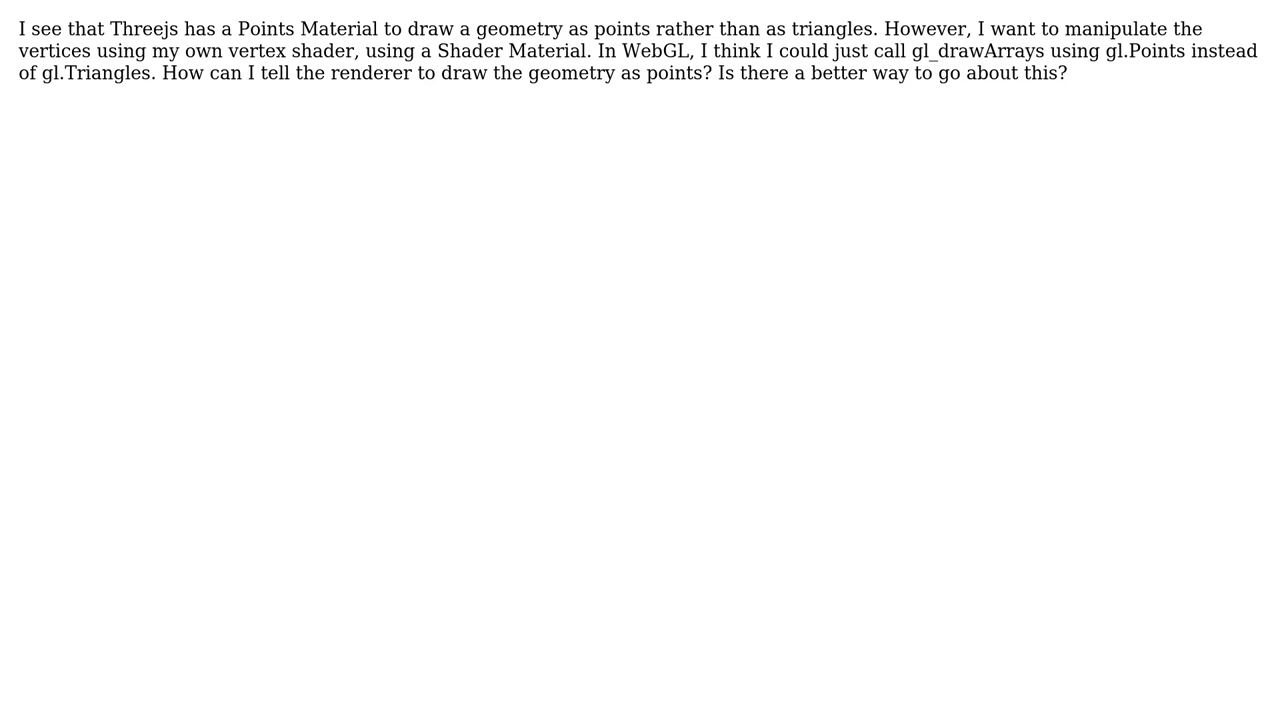 I see that Threejs has a Points Material to draw a geometry as points rather than as triangles. However, I want to manipulate the
vertices using my own vertex shader, using a Shader Material. In WebGL, I think I could just call gl_drawArrays using gl.Points instead
of gl.Triangles. How can I tell the renderer to draw the geometry as points? Is there a better way to go about this?